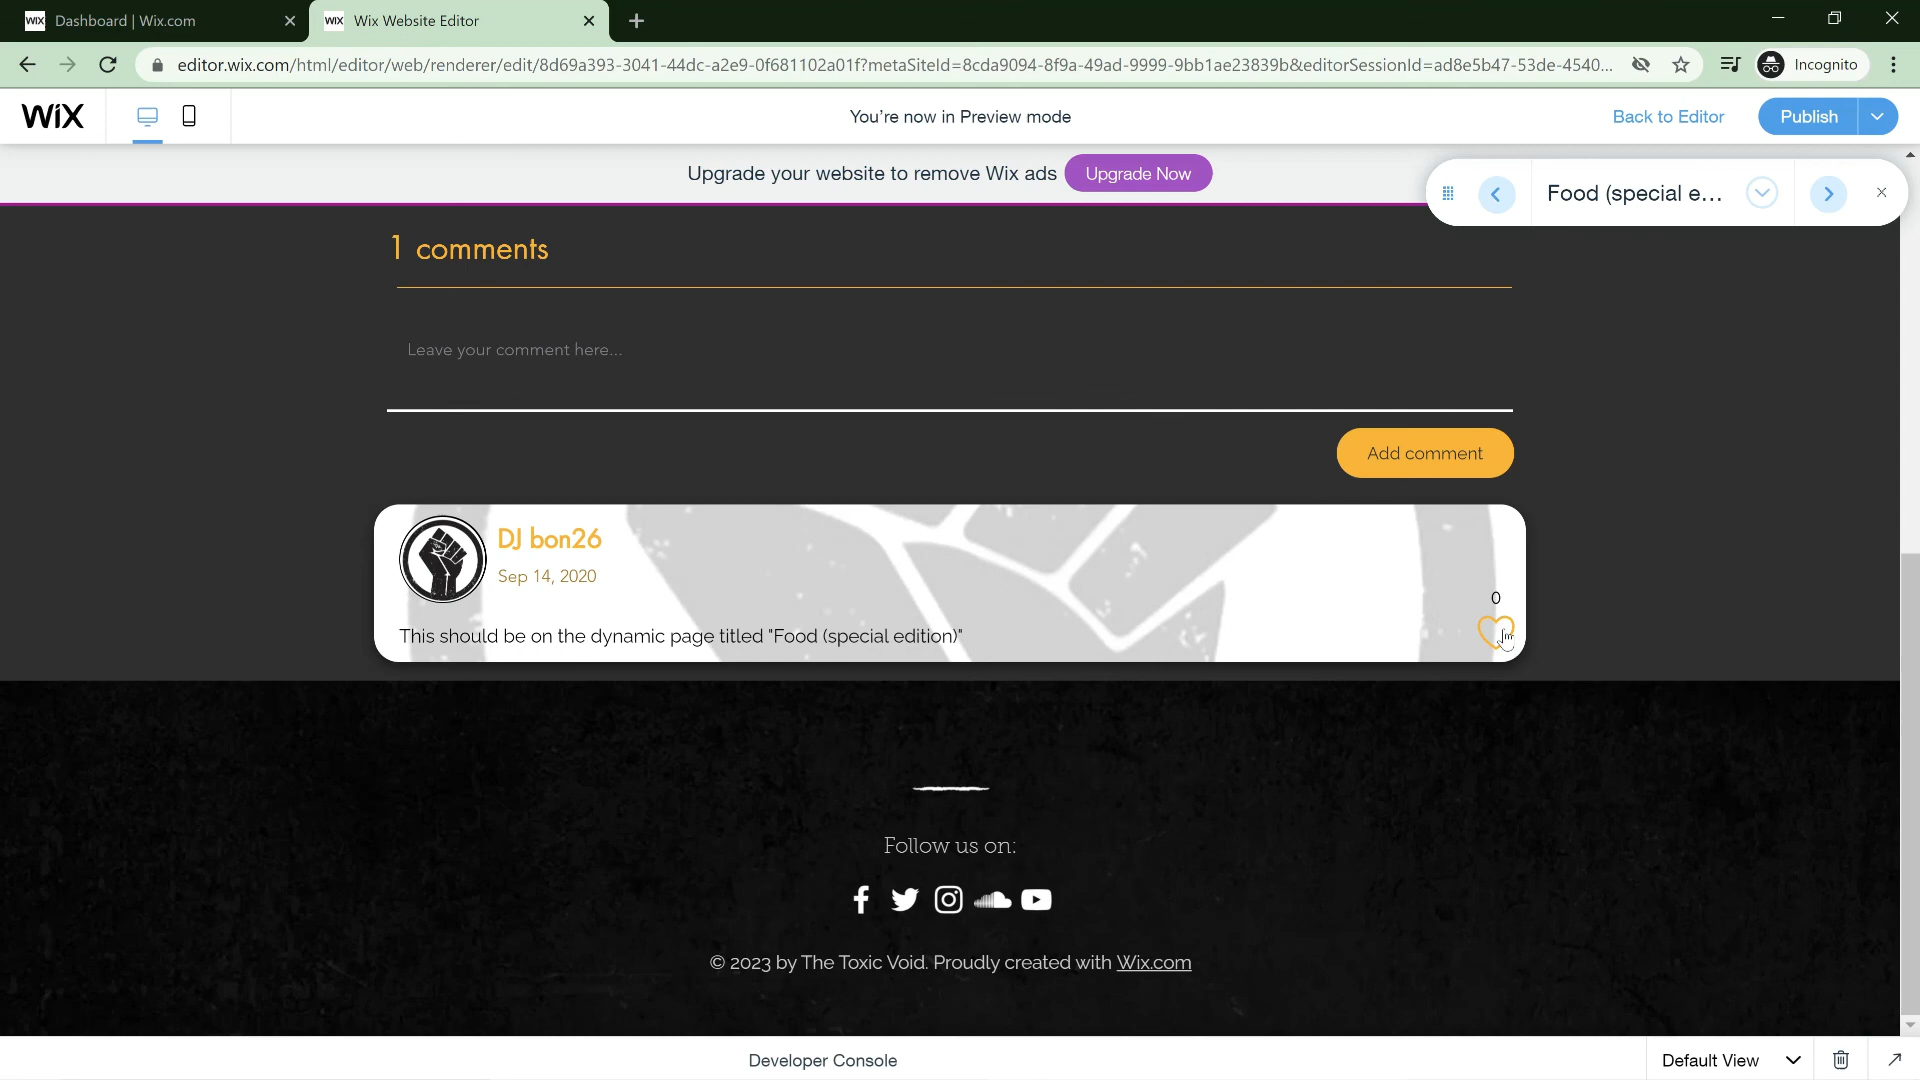 WIX Dashboard | Wix.com
WIX Wix Website Editor
editor.wix.com/html/editor/web/renderer/edit/8d69a393-3041-44dc-a2e9-0f681102a01f?metaSiteId=8cda9094-8f9a-49ad-9999-9bb1ae23839b&editorSessionId=ad8e5b47-53de-4540...
Incognito
WiX
You're now in Preview mode
Back to Editor
Publish
Upgrade your website to remove Wix ads
Upgrade Now
Food (special e...
1 comments
Leave your comment here...
Add comment
DJ bon26
Sep 14, 2020
0
This should be on the dynamic page titled "Food (special edition)"
Follow us on:
© 2023 by The Toxic Void. Proudly created with Wix.com
Developer Console
Default View